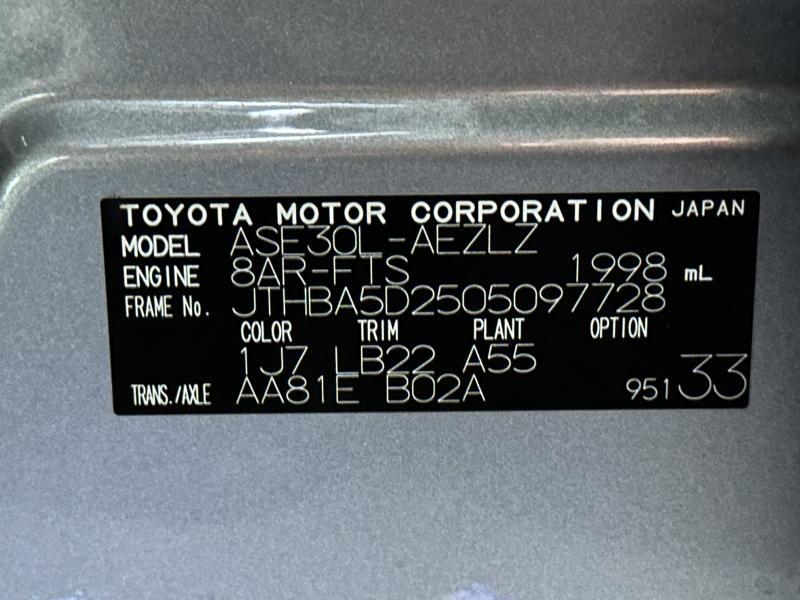 TOYOTA MOTOR CORPORATION JAPAN
MODEL ASE30L-AEZLZ
ENGINE 8AR-FTS 1998 mL
FRAME No. JTHBA5D2505097728
COLOR TRIM PLANT OPTION
1J7 LB22 A55
TRANS./AXLE AA81E B02A 951 33